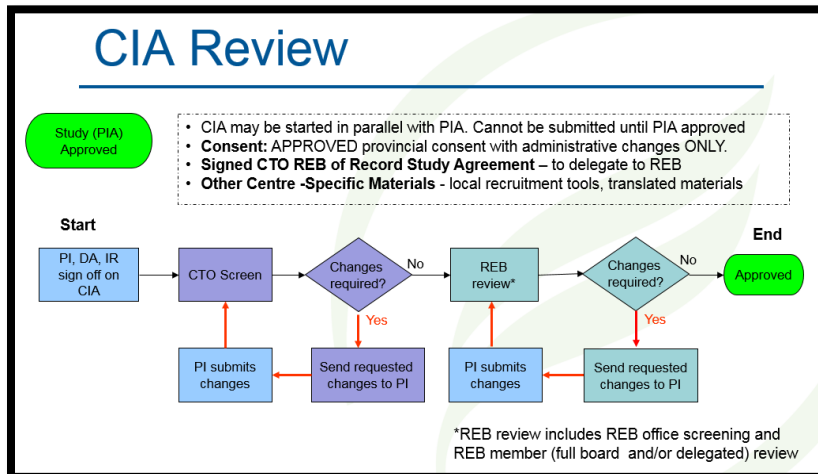 CIA Review
Study (PIA)
Approved
• CIA may be started in parallel with PIA. Cannot be submitted until PIA approved
• Consent: APPROVED provincial consent with administrative changes ONLY.
• Signed CTO REB of Record Study Agreement – to delegate to REB
• Other Centre -Specific Materials - local recruitment tools, translated materials
Start
PI, DA, IR
sign off on
CIA
CTO Screen
Changes
required?
No
Yes
Send requested
changes to PI
PI submits
changes
REB
review*
Changes
required?
No
Yes
Send requested
changes to PI
PI submits
changes
End
Approved
*REB review includes REB office screening and
REB member (full board  and/or delegated) review